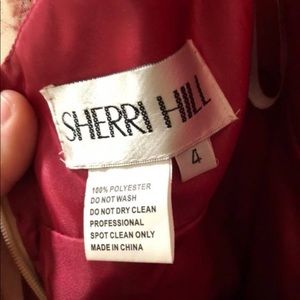 SHERRI HILL
4
100% POLYESTER
DO NOT WASH
DO NOT DRY CLEAN
PROFESSIONAL
SPOT CLEAN ONLY
MADE IN CHINA